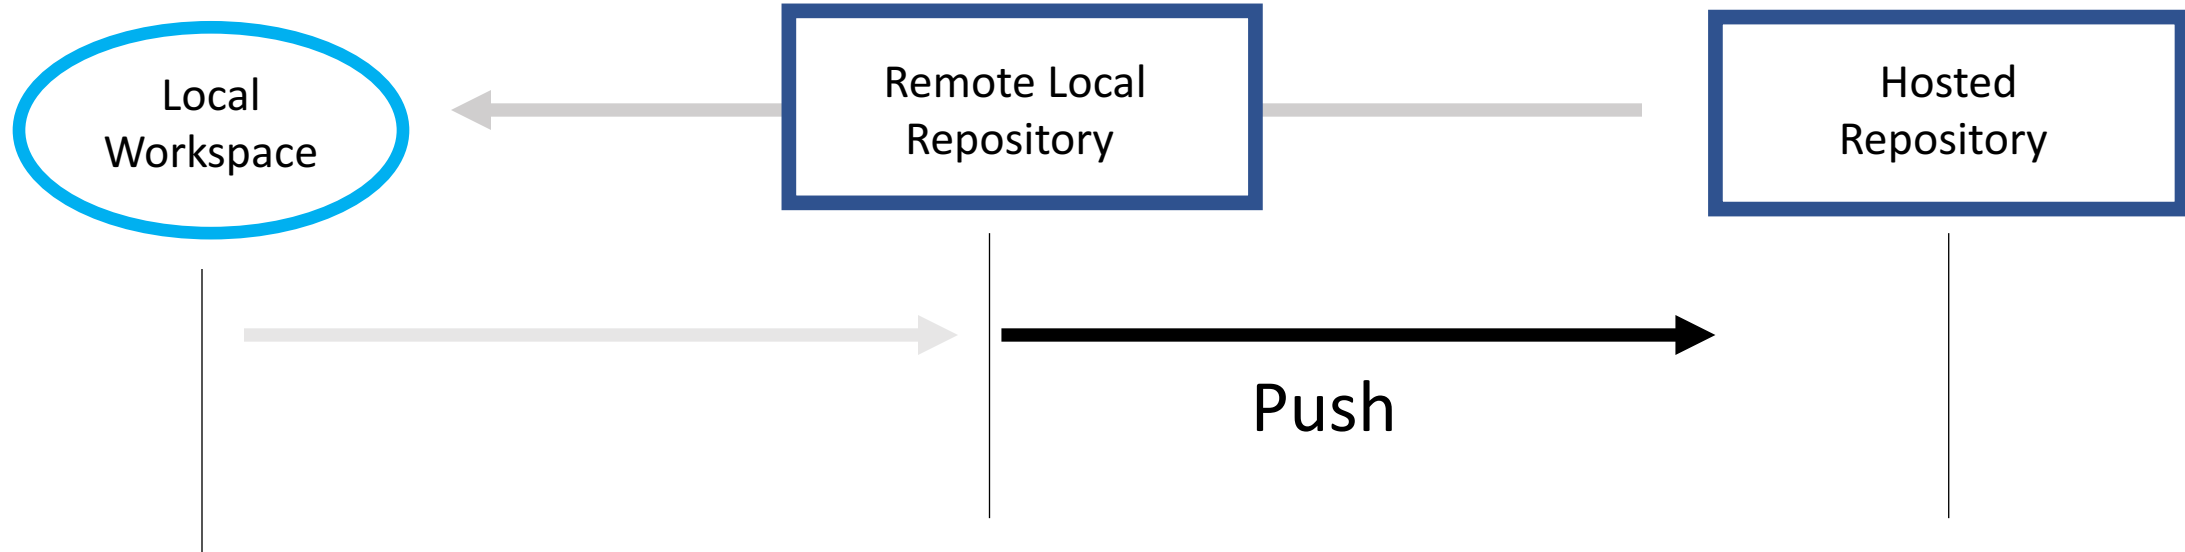 Local
Workspace
Remote Local
Repository
Hosted
Repository
Push